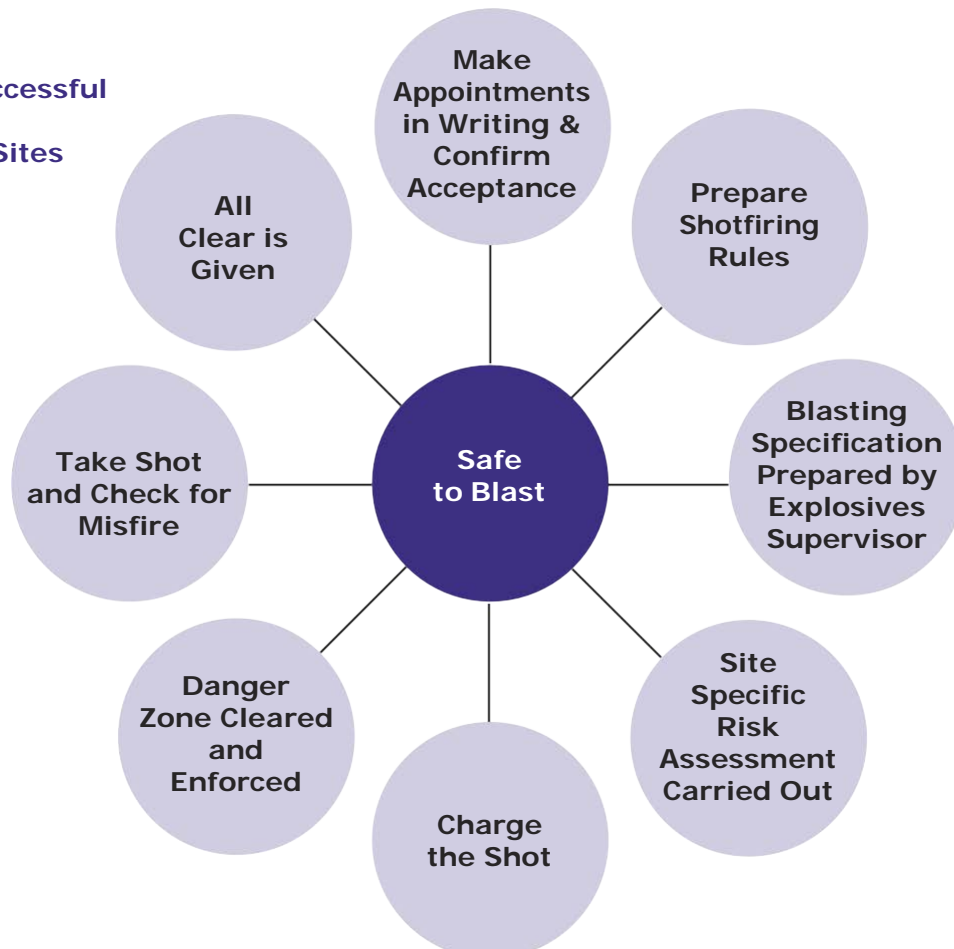 Sites
Make
Appointments
in Writing &
Confirm
Acceptance
Prepare
Shotfiring
Rules
Blasting
Specification
Prepared by
Explosives
Supervisor
Site
Specific
Risk
Assessment
Carried Out
Charge
the Shot
Danger
Zone Cleared
and
Enforced
Take Shot
and Check for
Misfire
All
Clear is
Given
Safe
to Blast